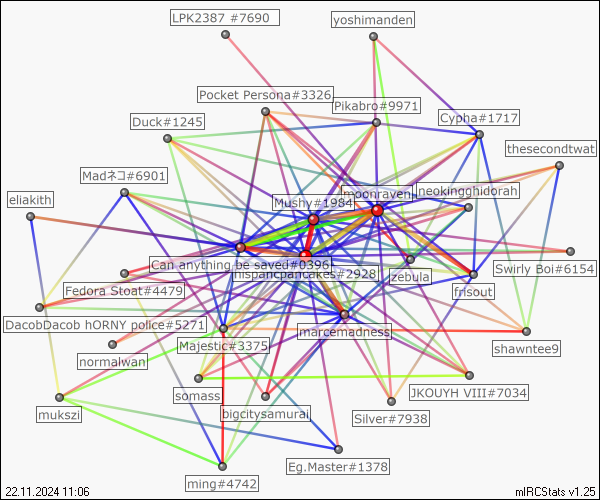 LPK2387 #7690
yoshimanden
Pocket Persona#3326
Pikabro#9971
Duck#1245
Cypha#1717
thesecondtwat
Madネコ#6901
moonraven
neokingghidorah
eliakith
Mushy#1984
Can anything be saved#0396
mspancpancakes#2928
zebula
Swirly Boi#6154
Fedora Stoat#4479
frisout
DacobDacob hORNY police#5271
marcemadness
Majestic#3375
shawntee9
normalwan
somass
JKOUYH VIII#7034
mukszi
bigcitysamurai
Silver#7938
Eg.Master#1378
ming#4742
22.11.2024 11:06
mIRCStats v1.25